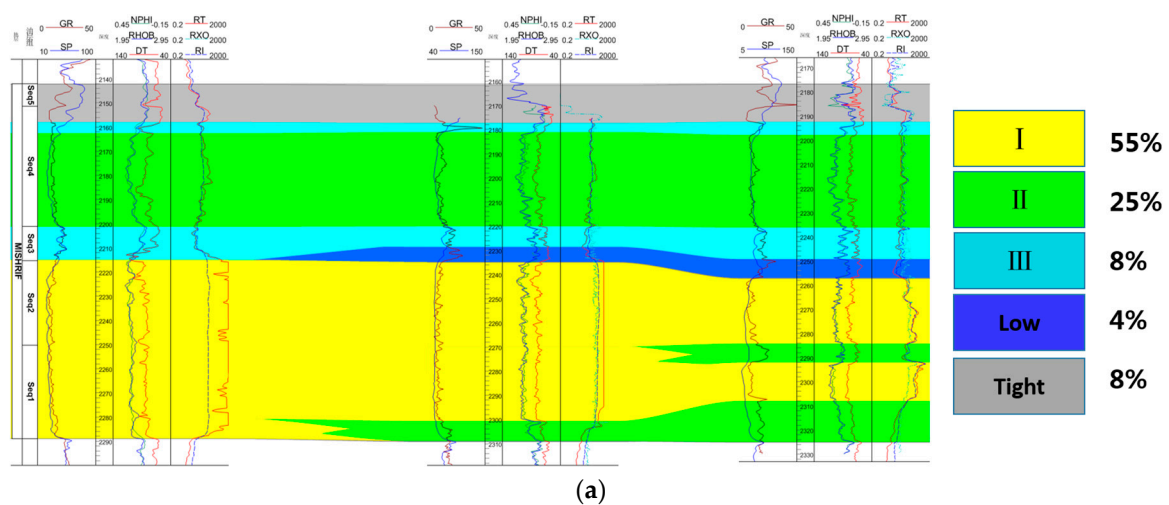 GR
0 50
SP
10 100
NPHI
0.45 -0.15
RHOB
1.95 2.95
DT
140 40
RT
0.2 2000
RXO
0.2 2000
RI
0.2 2000
GR
0 50
SP
40 150
深度
NPHI
0.45 -0.15
RHOB
1.95 2.95
DT
140 40
RT
0.2 2000
RXO
0.2 2000
RI
0.2 2000
GR
0 50
SP
5 150
深度
NPHI
0.45 -0.15
RHOB
1.95 2.95
DT
140 40
RT
0.2 2000
RXO
0.2 2000
RI
0.2 2000
MISHRIF
Seq5
Seq4
Seq3
Seq2
Seq1
2140
2150
2160
2170
2180
2190
2200
2210
2220
2230
2240
2250
2260
2270
2280
2290
2160
2170
2180
2190
2200
2210
2220
2230
2240
2250
2260
2270
2280
2290
2300
2310
2170
2180
2190
2200
2210
2220
2230
2240
2250
2260
2270
2280
2290
2300
2310
2320
2330
I 55%
II 25%
III 8%
Low 4%
Tight 8%
(a)